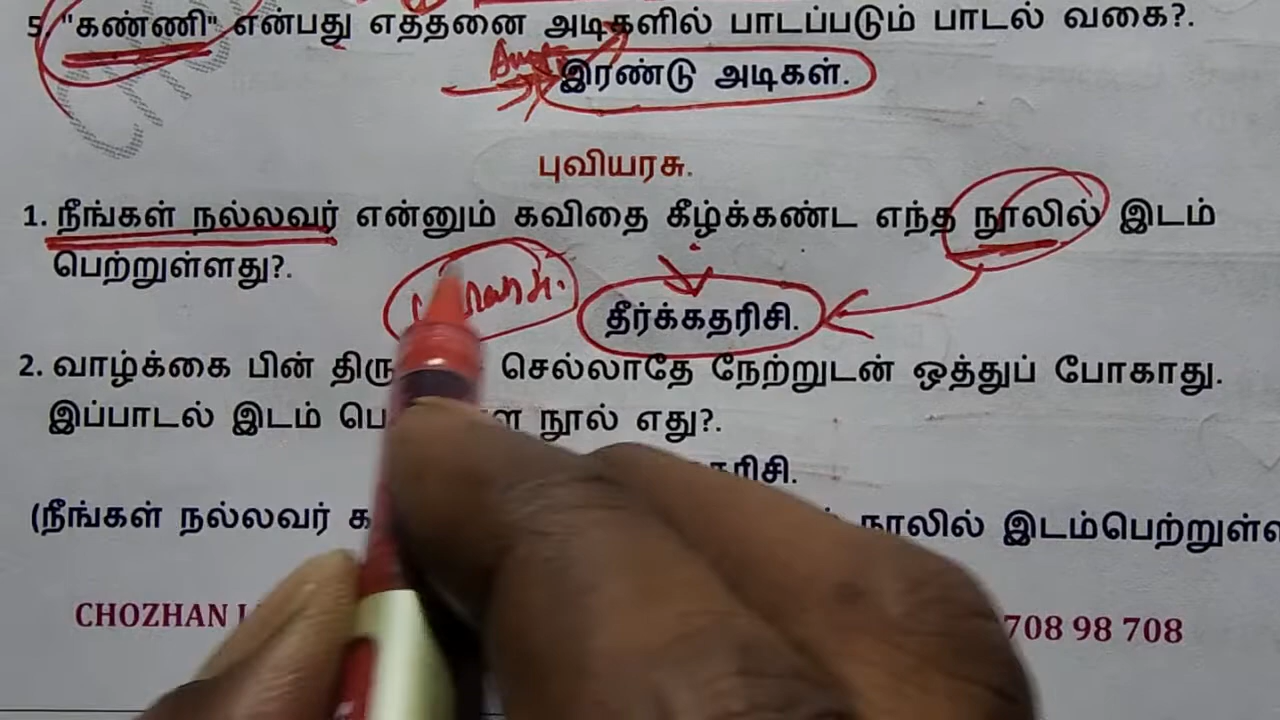 5. "கண்ணி" என்பது எத்தனை அடிகளில் பாடப்படும் பாடல் வகை?.
இரண்டு அடிகள்.
புவியரசு.
1. நீங்கள் நல்லவர் என்னும் கவிதை கீழ்க்கண்ட எந்த நூலில் இடம்
பெற்றுள்ளது?.
தீர்க்கதரிசி.
2. வாழ்க்கை பின் செல்லாதே நேற்றுடன் ஒத்துப் போகாது.
இப்பாடல் இடம் நூல் எது?.
(நீங்கள் நல்லவர் நூலில்
CHOZHAN 708 98 708